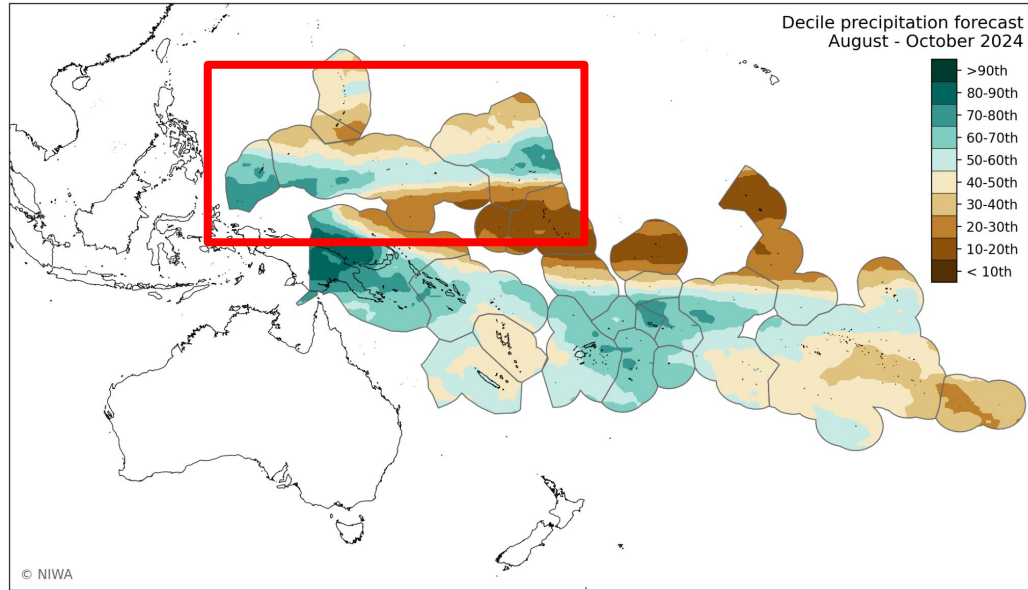 Decile precipitation forecast
August - October 2024
>90th
80-90th
70-80th
60-70th
50-60th
40-50th
30-40th
20-30th
10-20th
< 10th
© NIWA